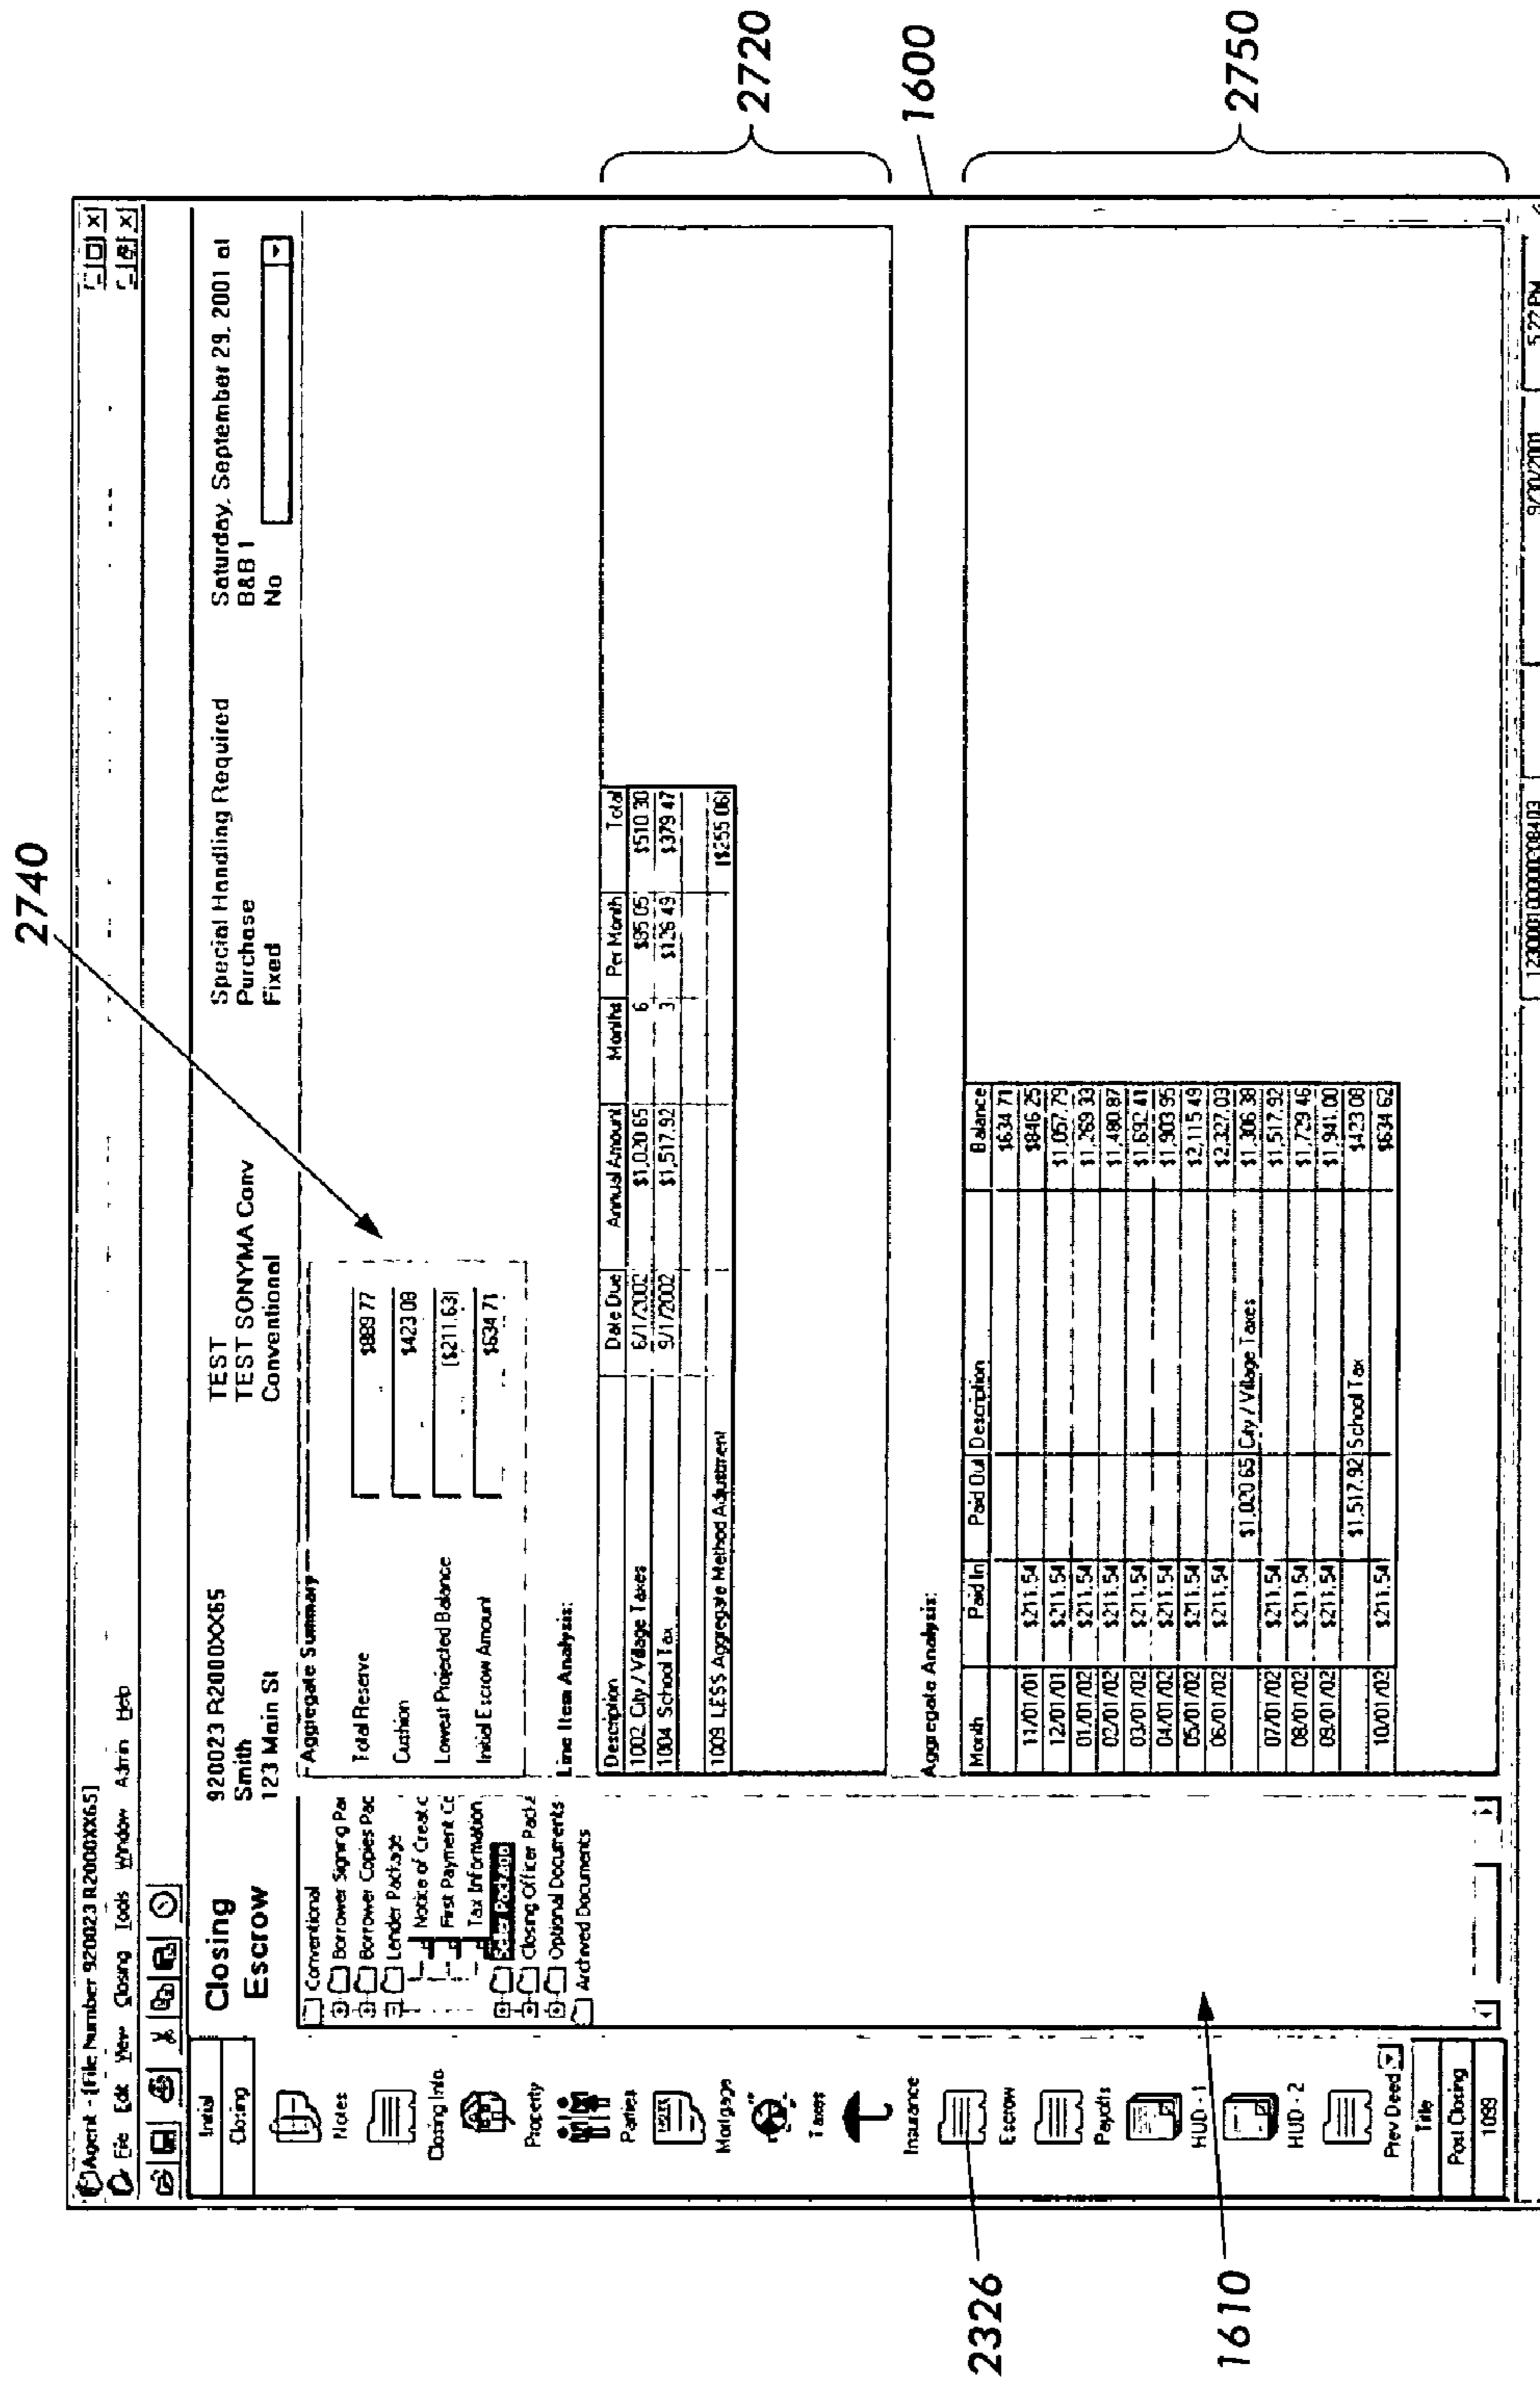 2740
Agent - [File Number 920023 R2000XX65]
File Edit View Closing Tools Window Admin Help
Closing
Escrow
920023 R2000XX65
Smith
123 Main St
TEST
TEST SONYMA Conv
Conventional
Special Handling Required
Purchase
Fixed
Saturday, September 29, 2001 at
B&B 1
No
Initial
Closing
Notes
Closing Info
Property
Parties
Mortgage
Taxes
Insurance
Escrow
Payoffs
HUD - 1
HUD - 2
Prev Deed
Title
Post Closing
1099
Conventional
Borrower Signing Pa
Borrower Copies Pac
Lender Package
Notice of Creatic
First Payment Cc
Tax Information
Closing Officer Packa
Optional Documents
Archived Documents
Aggregate Summary
Total Reserve $889.77
Cushion $423.08
Lowest Projected Balance ($211.63)
Initial Escrow Amount $634.71
Line Item Analysis:
Description Date Due Annual Amount Months Per Month Total
1002 City / Village Taxes 6/1/2002 $1,020.65 6 $85.05 $510.30
1004 School Tax 9/1/2002 $1,517.92 3 $126.49 $379.47
1009 LESS Aggregate Method Adjustment ($255.06)
Aggregate Analysis:
Month Paid In Paid Out Description Balance
$634.71
11/01/01 $211.54 $846.25
12/01/01 $211.54 $1,057.79
01/01/02 $211.54 $1,269.33
02/01/02 $211.54 $1,480.87
03/01/02 $211.54 $1,692.41
04/01/02 $211.54 $1,903.95
05/01/02 $211.54 $2,115.49
06/01/02 $211.54 $2,327.03
$1,020.65 City / Village Taxes $1,306.38
07/01/02 $211.54 $1,517.92
08/01/02 $211.54 $1,729.46
09/01/02 $211.54 $1,941.00
$1,517.92 School Tax $423.08
10/01/02 $211.54 $634.62
9/30/2001 5:22 PM
2720
1600
2750
2326
1610